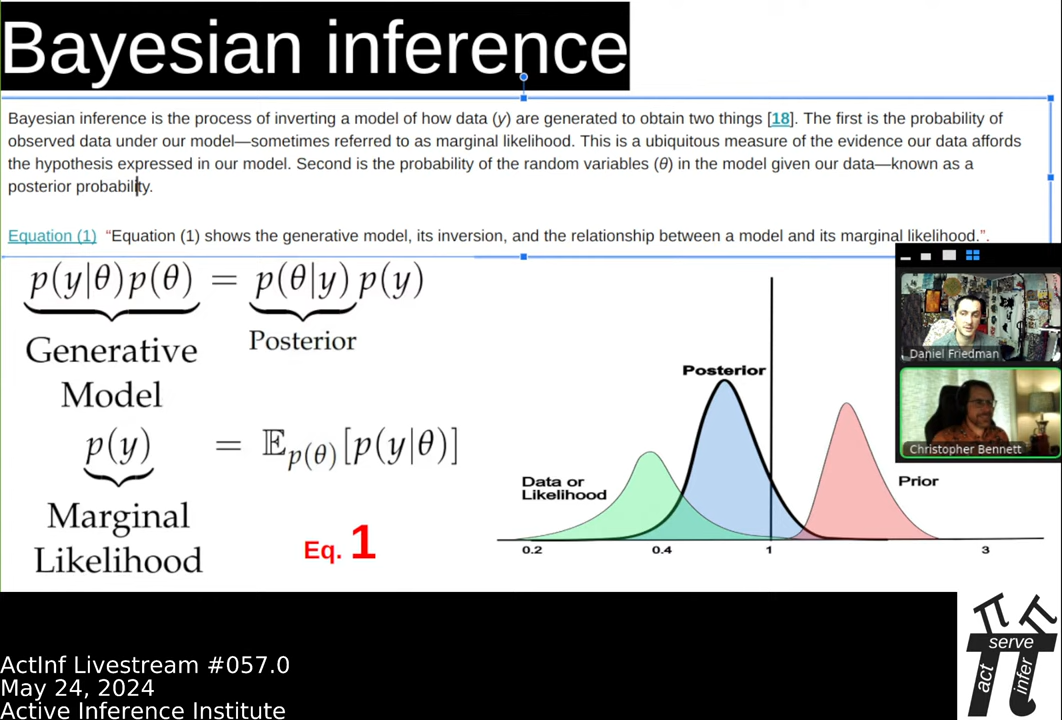 Bayesian inference
Bayesian inference is the process of inverting a model of how data (y) are generated to obtain two things [18]. The first is the probability of
observed data under our model—sometimes referred to as marginal likelihood. This is a ubiquitous measure of the evidence our data affords
the hypothesis expressed in our model. Second is the probability of the random variables (θ) in the model given our data—known as a
posterior probability.
Equation (1) “Equation (1) shows the generative model, its inversion, and the relationship between a model and its marginal likelihood.”.
p(y|θ)p(θ) = p(θ|y)p(y)
Generative
Model
Posterior
p(y) = 𝔼p(θ)[p(y|θ)]
Marginal
Likelihood
Eq. 1
Posterior
Data or
Likelihood
Prior
0.2 0.4 1 3
Daniel Friedman
Christopher Bennett
ActInf Livestream #057.0
May 24, 2024
Active Inference Institute
π π
π
serve
act
infer